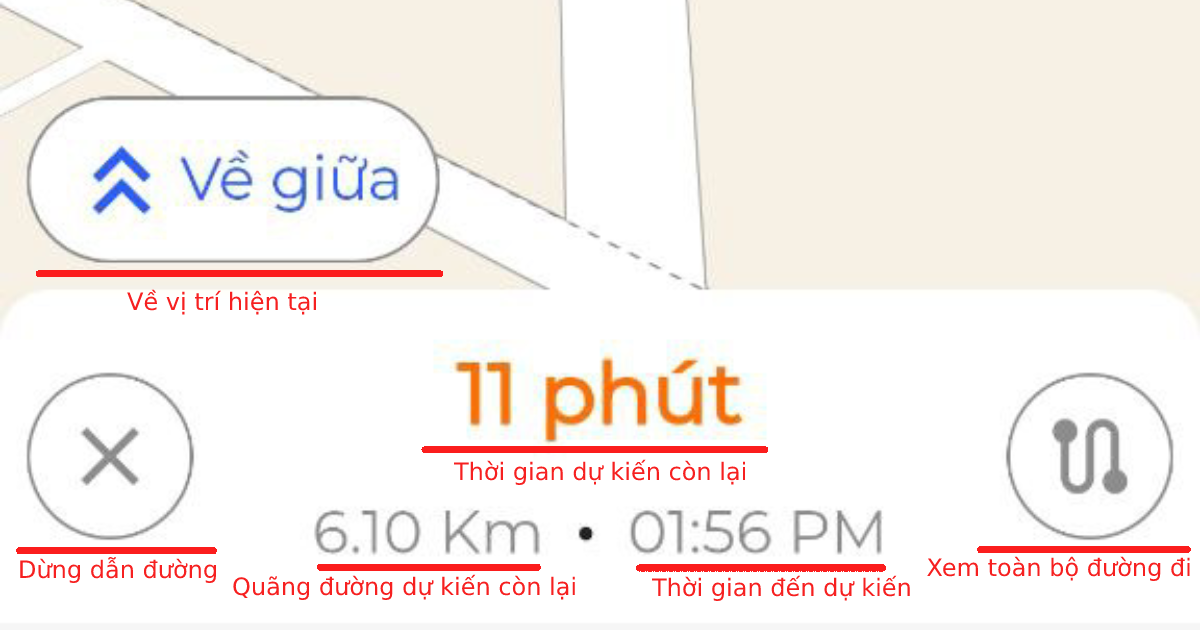 Về giữa
Về vị trí hiện tại
11 phút
Thời gian dự kiến còn lại
6.10 Km • 01:56 PM
Dừng dẫn đường
Quãng đường dự kiến còn lại
Thời gian đến dự kiến
Xem toàn bộ đường đi